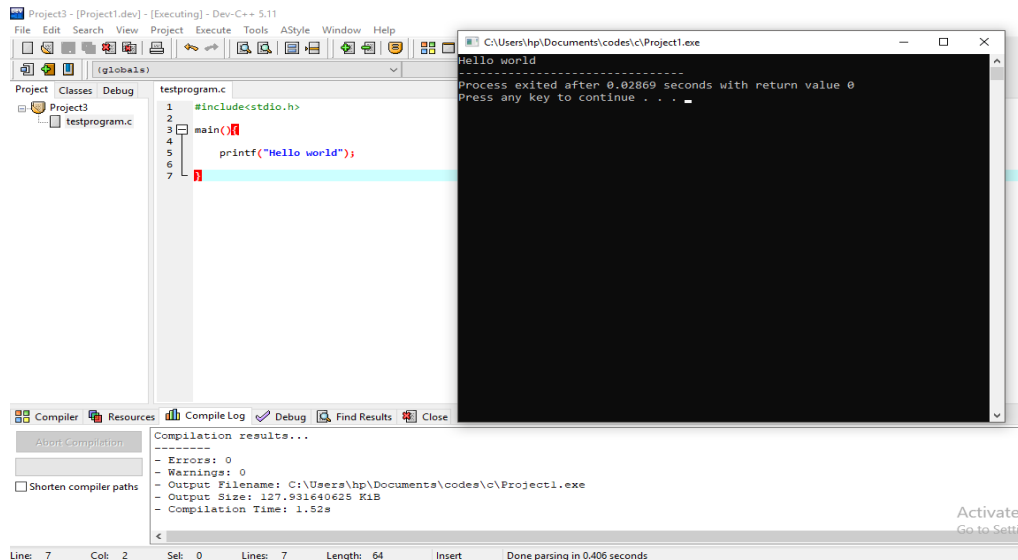 Project3 - [Project1.dev] - [Executing] - Dev-C++ 5.11
File Edit Search View Project Execute Tools AStyle Window Help
(globals)
Project Classes Debug
Project3
testprogram.c
testprogram.c
1 #include<stdio.h>
2
3 main(){
4
5 printf("Hello world");
6
7 }
C:\Users\hp\Documents\codes\c\Project1.exe
Hello world
--------------------------------
Process exited after 0.02869 seconds with return value 0
Press any key to continue . . .
Compiler Resources Compile Log Debug Find Results Close
Abort Compilation
Shorten compiler paths
Compilation results...
--------
- Errors: 0
- Warnings: 0
- Output Filename: C:\Users\hp\Documents\codes\c\Project1.exe
- Output Size: 127.931640625 KiB
- Compilation Time: 1.52s
Activate
Go to Sett
Line: 7 Col: 2 Sel: 0 Lines: 7 Length: 64 Insert Done parsing in 0.406 seconds